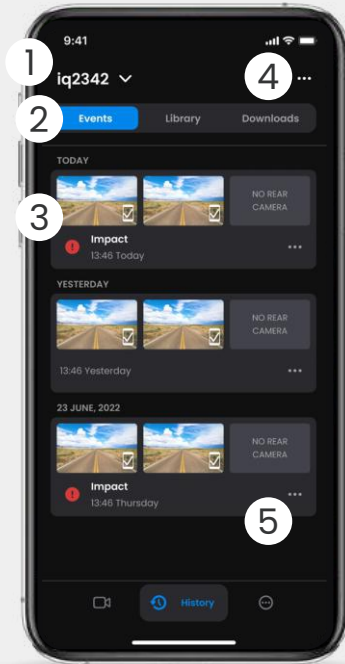 9:41
1
iq2342
4
2
Events Library Downloads
TODAY
NO REAR
CAMERA
3
Impact
13:46 Today
YESTERDAY
NO REAR
CAMERA
13:46 Yesterday
23 JUNE, 2022
NO REAR
CAMERA
Impact
13:46 Thursday
5
History